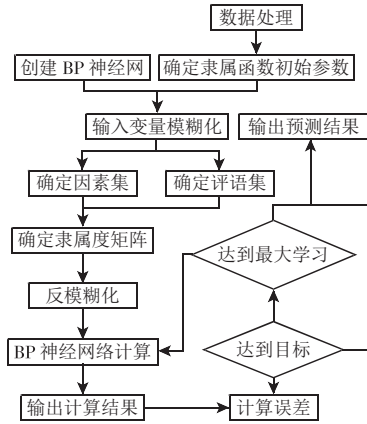 数据处理
创建 BP 神经网
确定隶属函数初始参数
输入变量模糊化
输出预测结果
确定因素集
确定评语集
确定隶属度矩阵
达到最大学习
反模糊化
BP 神经网络计算
达到目标
输出计算结果
计算误差